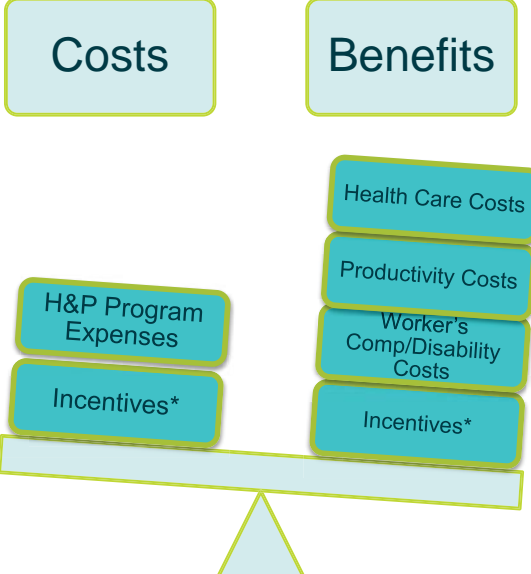 Costs
Benefits
H&P Program
Expenses
Incentives*
Health Care Costs
Productivity Costs
Worker's
Comp/Disability
Costs
Incentives*